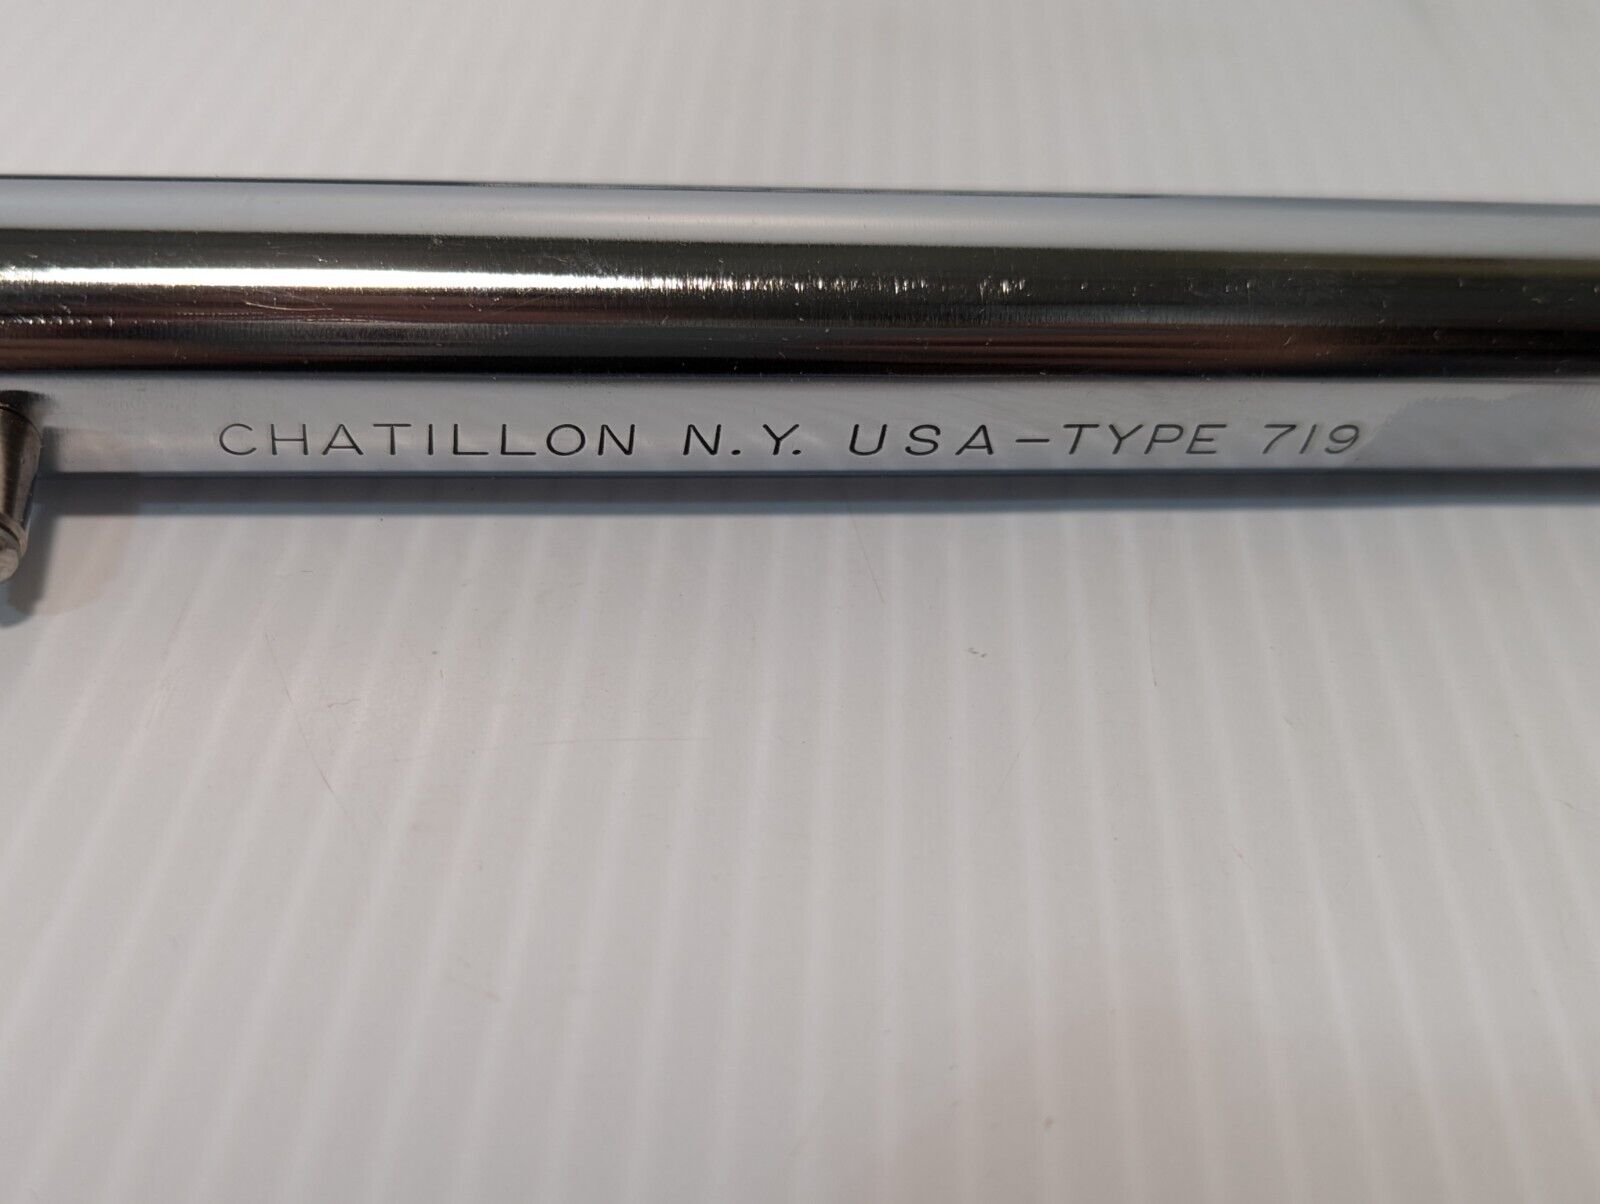 CHATILLON N.Y. USA-TYPE 719